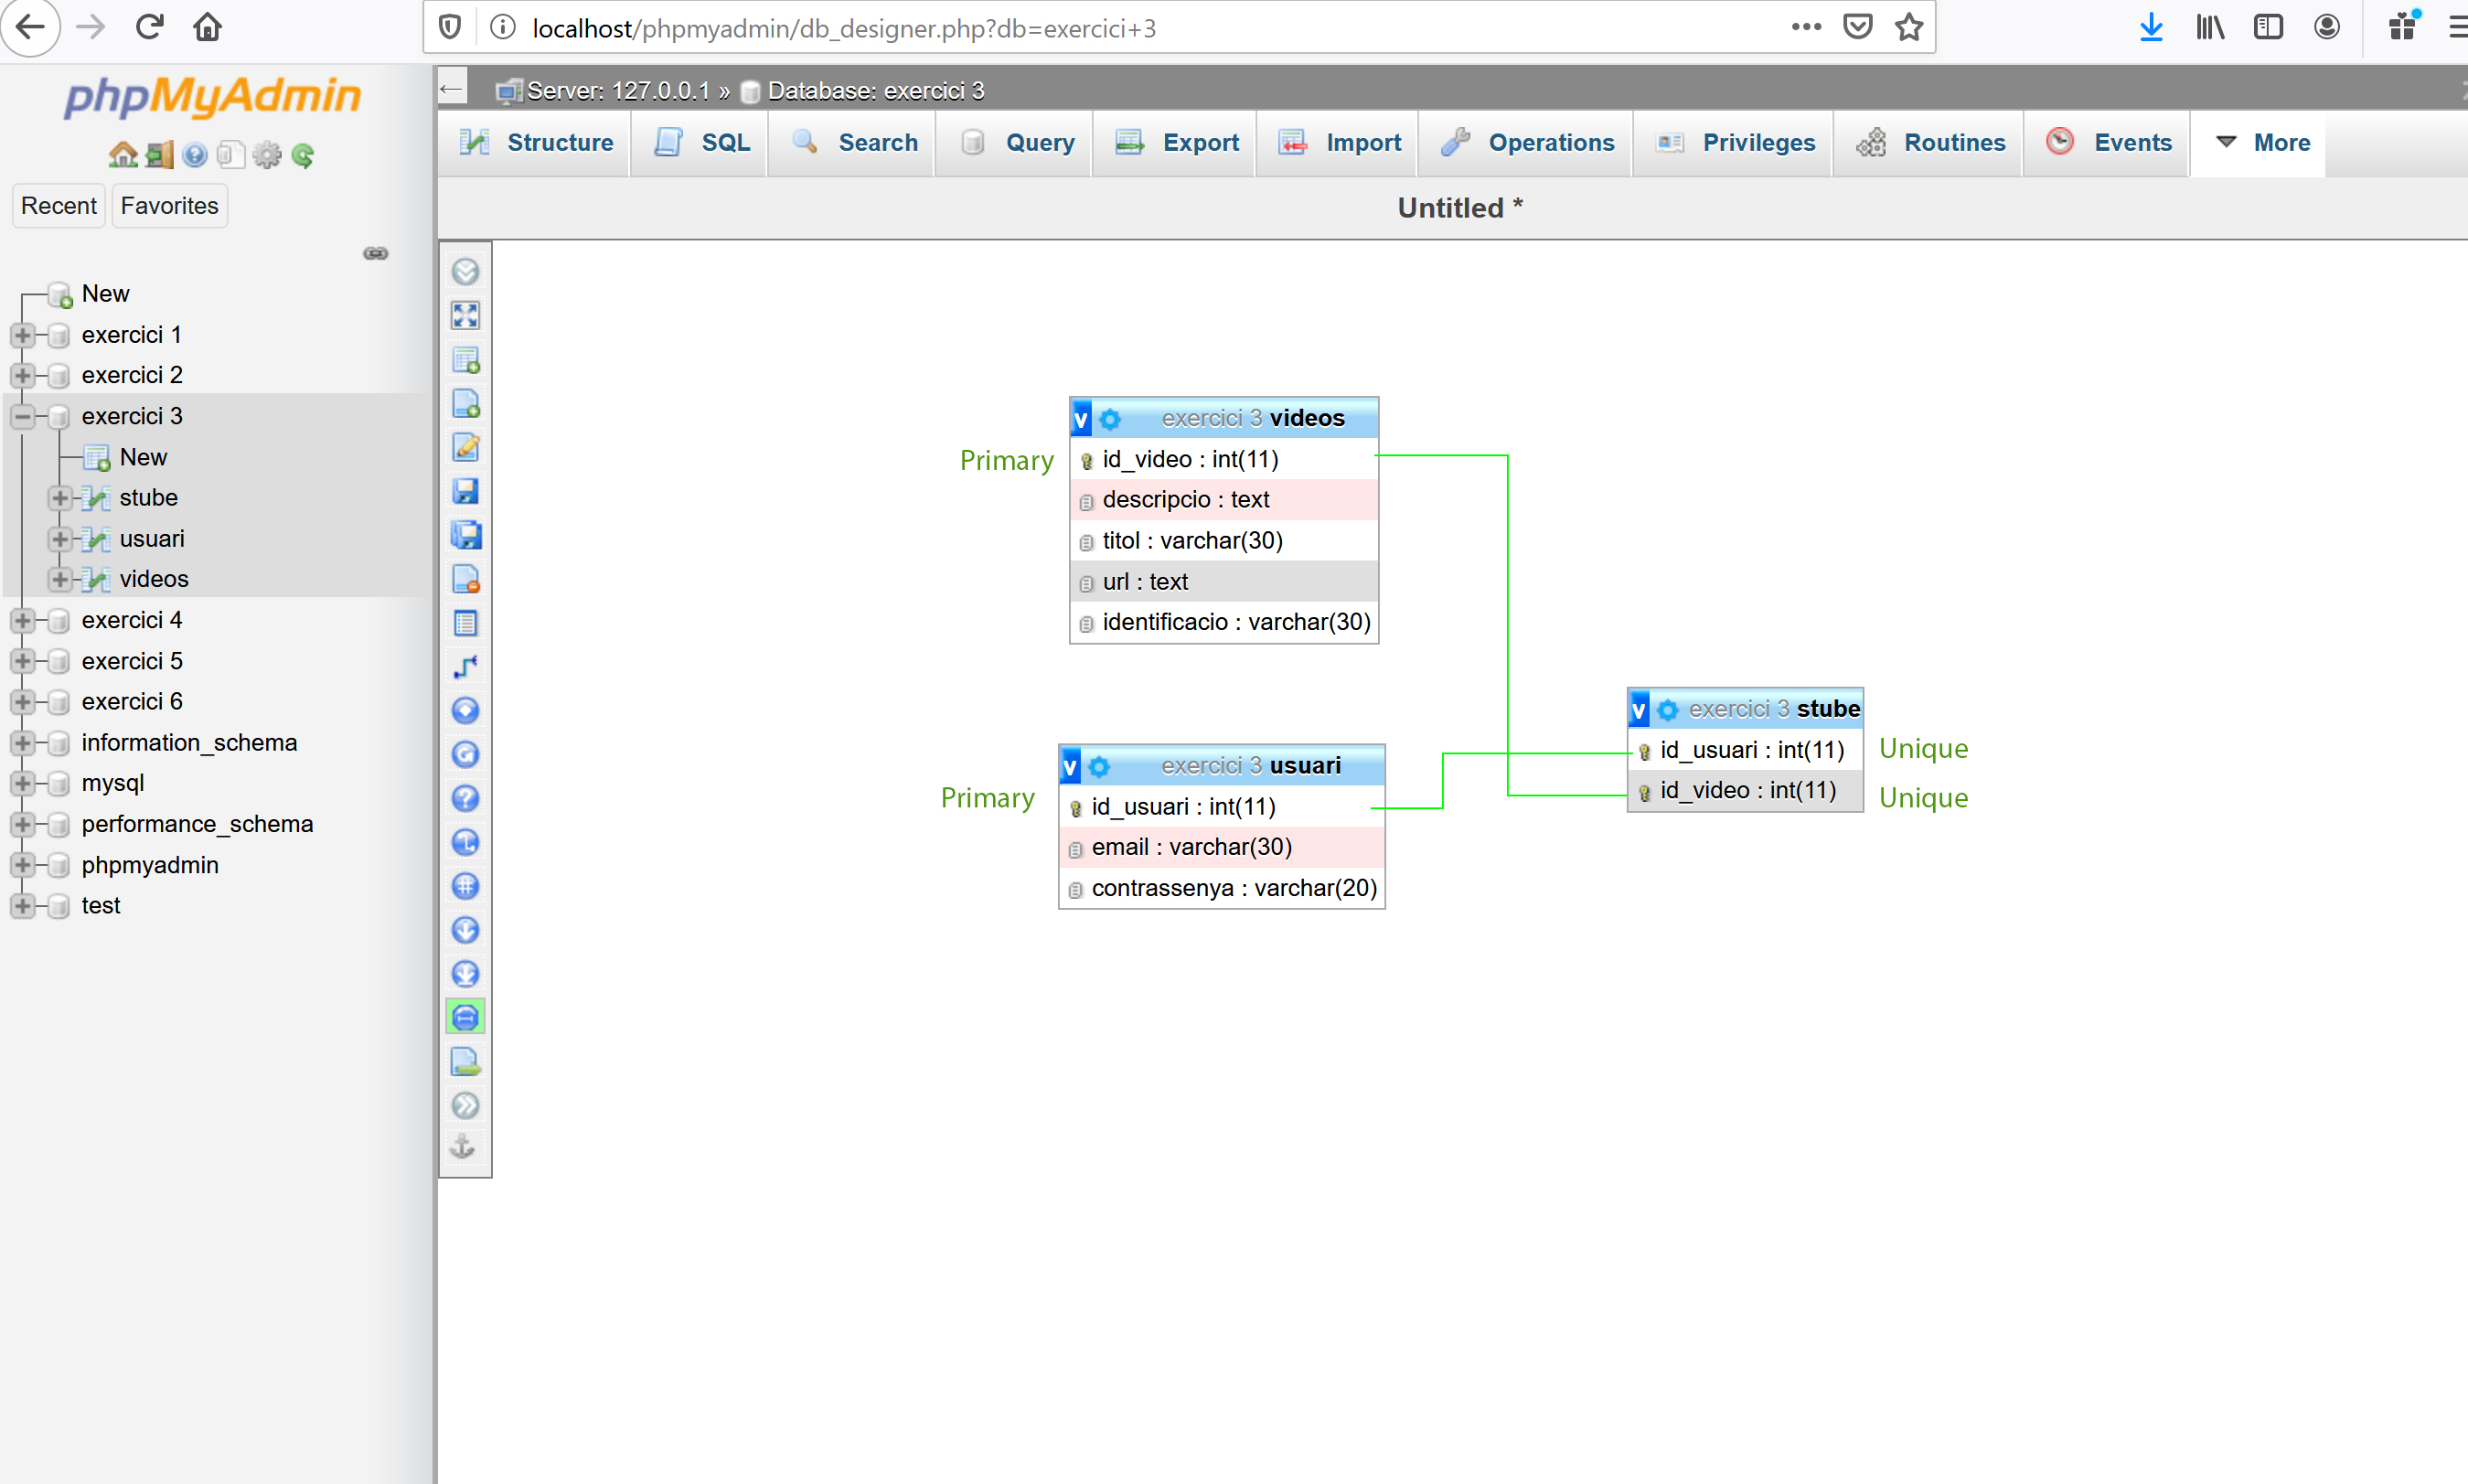 localhost/phpmyadmin/db_designer.php?db=exercici+3
phpMyAdmin
Recent
Favorites
New
exercici 1
exercici 2
exercici 3
New
stube
usuari
videos
exercici 4
exercici 5
exercici 6
information_schema
mysql
performance_schema
phpmyadmin
test
Server: 127.0.0.1 » Database: exercici 3
Structure SQL Search Query Export Import Operations Privileges Routines Events More
Untitled *
v exercici 3 videos
Primary id_video : int(11)
descripcio : text
titol : varchar(30)
url : text
identificacio : varchar(30)
v exercici 3 usuari
Primary id_usuari : int(11)
email : varchar(30)
contrassenya : varchar(20)
v exercici 3 stube
id_usuari : int(11) Unique
id_video : int(11) Unique